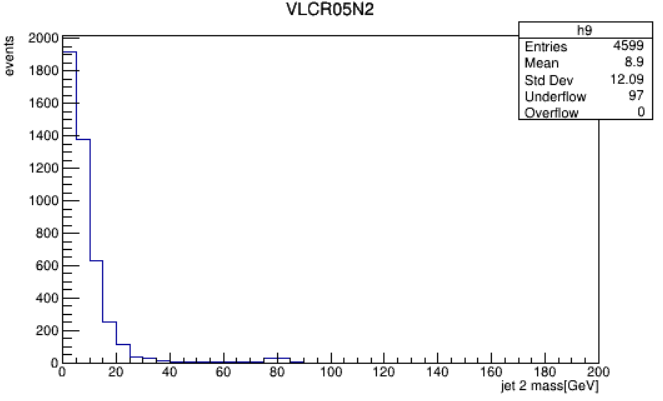 VLCR05N2
events
h9
Entries 4599
Mean 8.9
Std Dev 12.09
Underflow 97
Overflow 0
2000
1800
1600
1400
1200
1000
800
600
400
200
0
0 20 40 60 80 100 120 140 160 180 200
jet 2 mass[GeV]